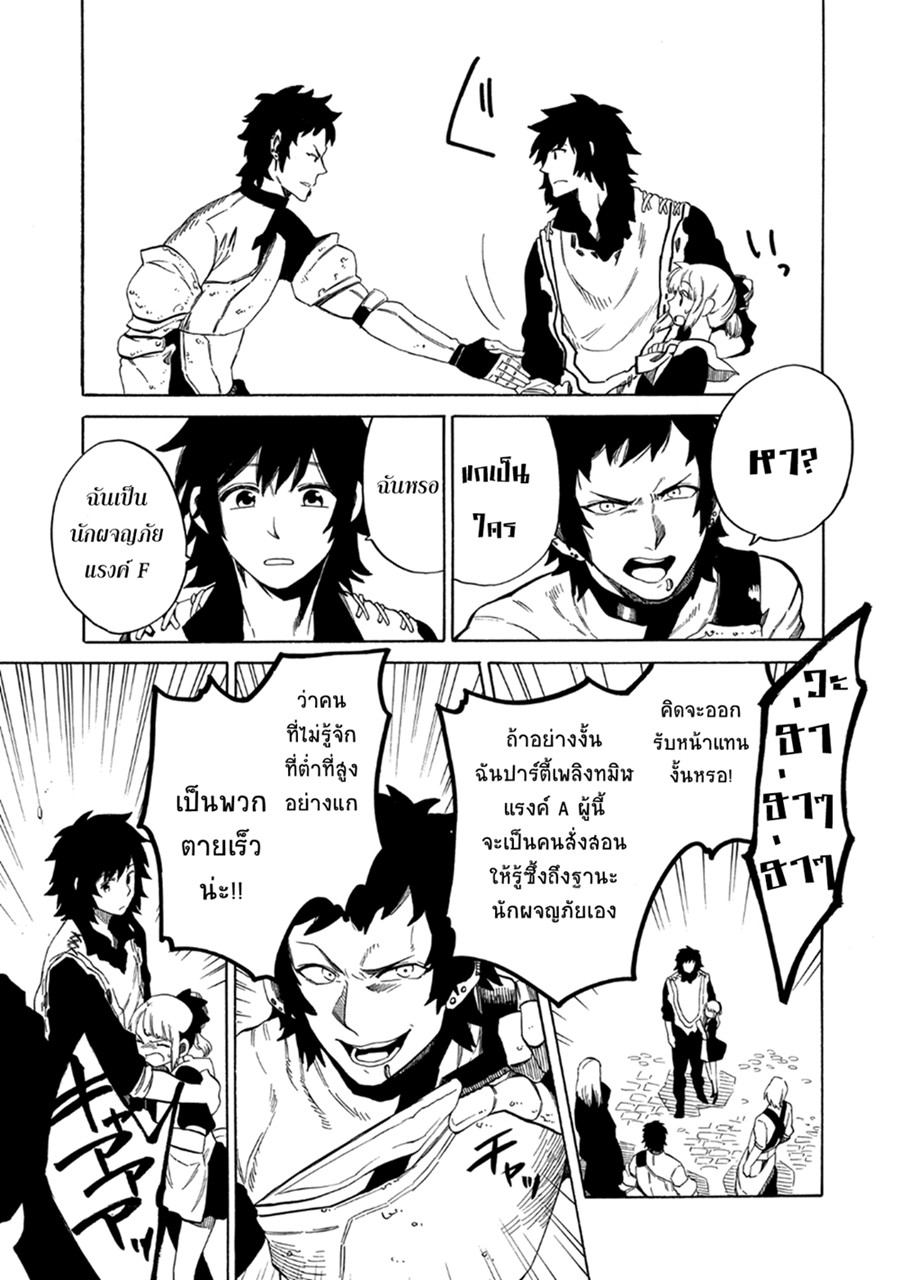 ぺし
いっ
หา?
แกเป็น
ใคร
ฉันหรอ
ฉันเป็น
นักผจญภัย
แรงค์ F
วะ
ฮ่า
ฮ่าๆ
ฮ่าๆ
คิดจะออก
รับหน้าแทน
งั้นหรอ!
ถ้าอย่างงั้น
ฉันปาร์ตี้เพลิงทมิฬ
แรงค์ A ผู้นี้
จะเป็นคนสั่งสอน
ให้รู้ซึ้งถึงฐานะ
นักผจญภัยเอง
ว่าคน
ที่ไม่รู้จัก
ที่ต่ำที่สูง
อย่างแก
เป็นพวก
ตายเร็ว
น่ะ!!
チャッ
キャアアアア